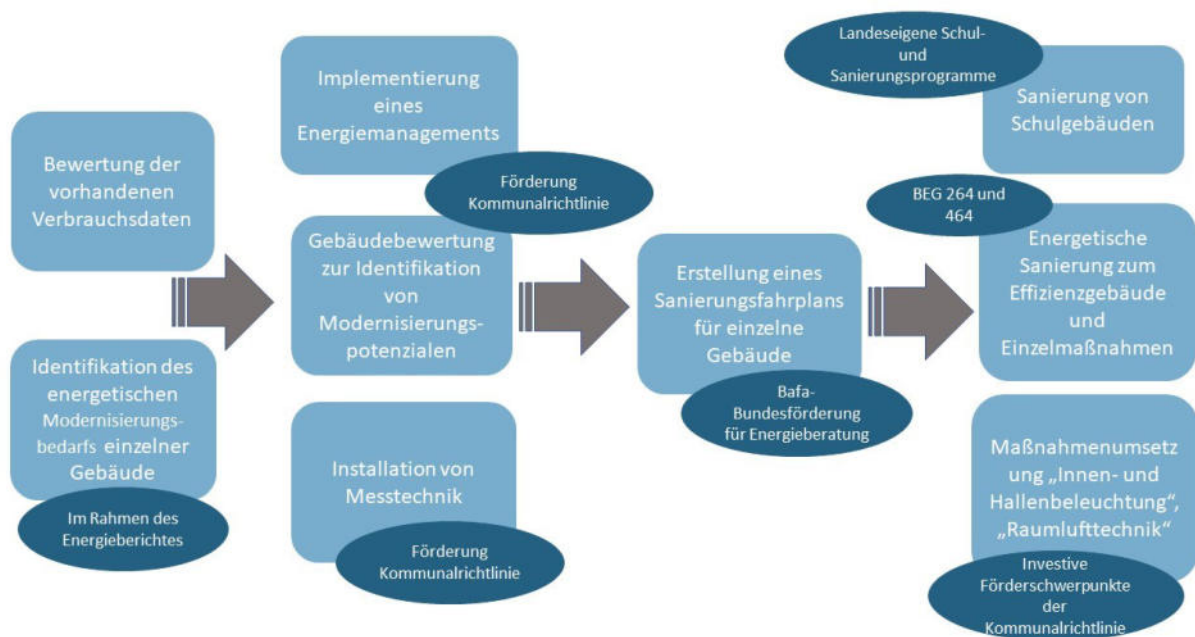 Bewertung der
vorhandenen
Verbrauchsdaten
Identifikation des
energetischen
Modernisierungs-
bedarfs einzelner
Gebäude
Im Rahmen des
Energieberichtes
Implementierung
eines
Energiemanagements
Förderung
Kommunalrichtlinie
Gebäudebewertung
zur Identifikation
von
Modernisierungs-
potenzialen
Installation von
Messtechnik
Förderung
Kommunalrichtlinie
Erstellung eines
Sanierungsfahrplans
für einzelne
Gebäude
Bafa-
Bundesförderung
für Energieberatung
Landeseigene Schul-
und
Sanierungsprogramme
Sanierung von
Schulgebäuden
BEG 264 und
464
Energetische
Sanierung zum
Effizienzgebäude
und
Einzelmaßnahmen
Maßnahmenumsetz
ung „Innen- und
Hallenbeleuchtung“,
„Raumlufttechnik“
Investive
Förderschwerpunkte
der
Kommunalrichtlinie